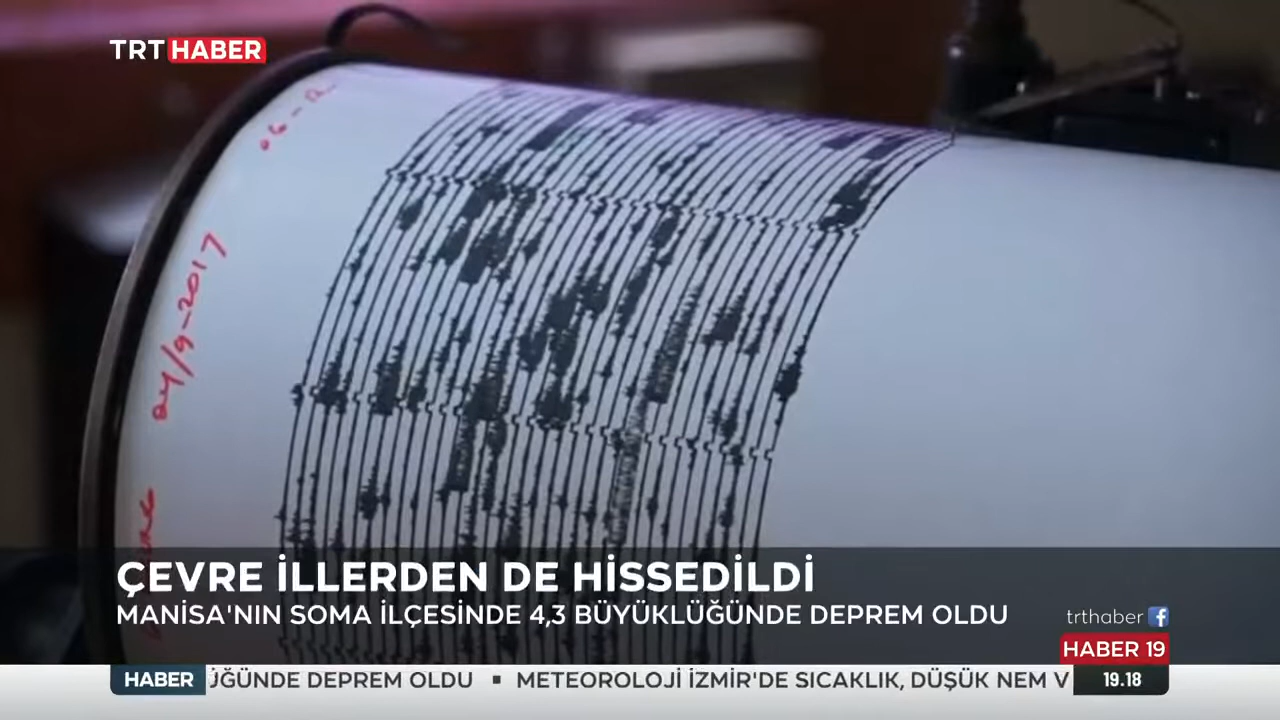 TRT HABER
04/9-2017
ÇEVRE İLLERDEN DE HİSSEDİLDİ
MANİSA'NIN SOMA İLÇESİNDE 4,3 BÜYÜKLÜĞÜNDE DEPREM OLDU
trthaber
HABER 19
HABER ÜĞÜNDE DEPREM OLDU ▪ METEOROLOJİ İZMİR'DE SICAKLIK, DÜŞÜK NEM V
19.18